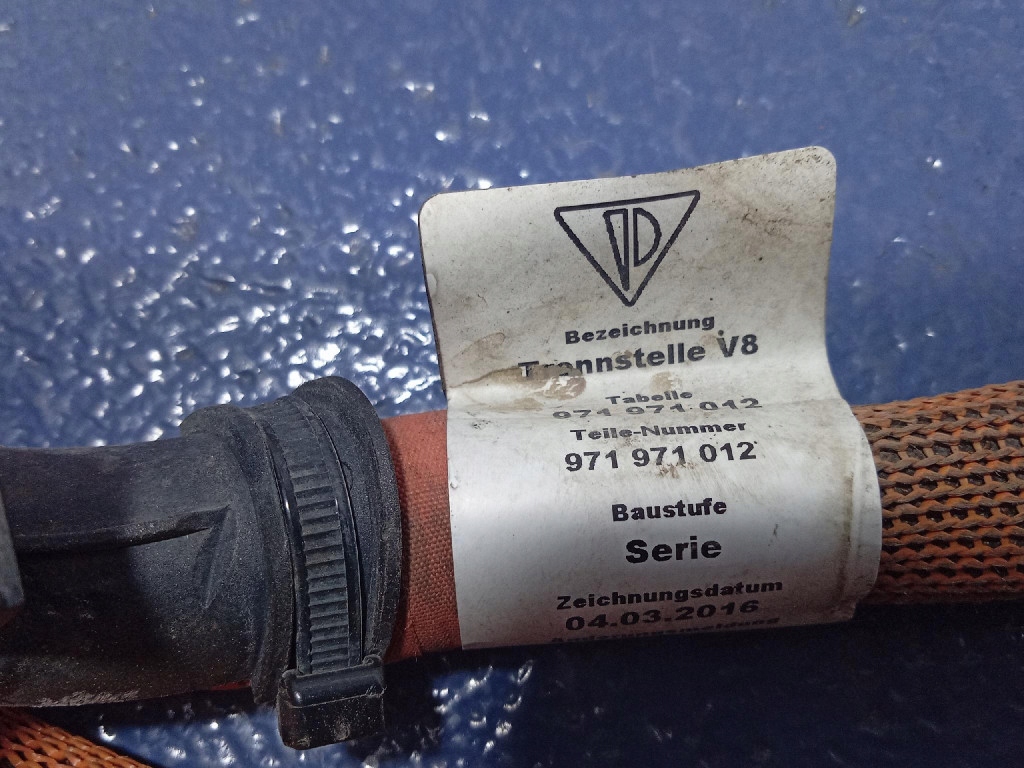 Bezeichnung
Trennstelle V8
Tabelle
971 971 012
Teile-Nummer
971 971 012
Baustufe
Serie
Zeichnungsdatum
04.03.2016